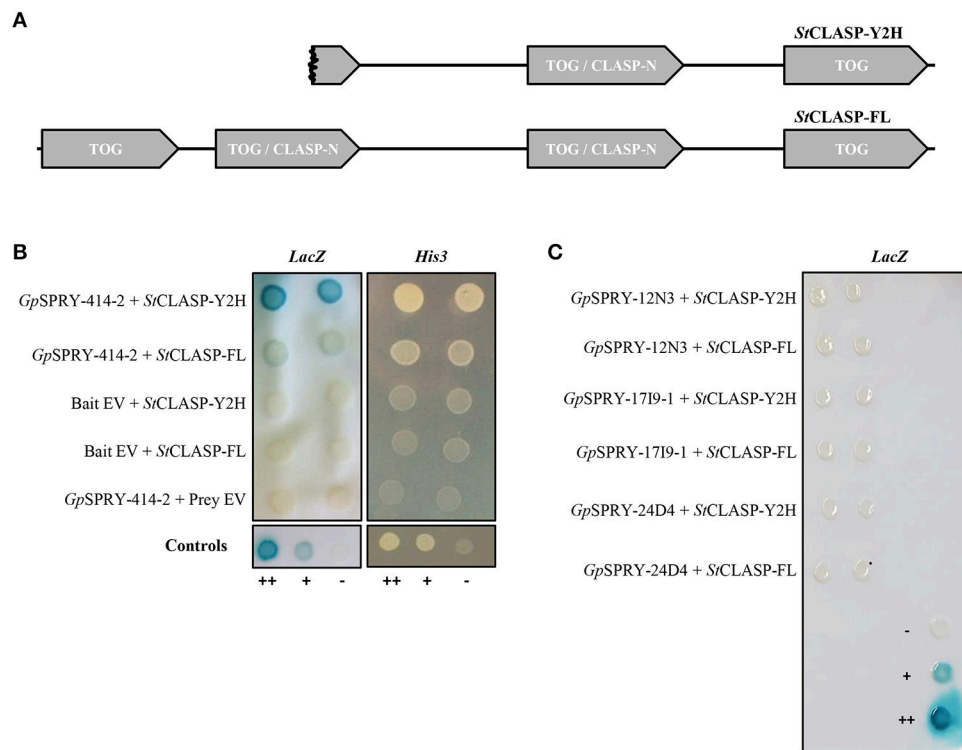 A
StCLASP-Y2H
TOG / CLASP-N
TOG
StCLASP-FL
TOG
TOG / CLASP-N
TOG / CLASP-N
TOG
B
LacZ
His3
GpSPRY-414-2 + StCLASP-Y2H
GpSPRY-414-2 + StCLASP-FL
Bait EV + StCLASP-Y2H
Bait EV + StCLASP-FL
GpSPRY-414-2 + Prey EV
Controls
++ + - ++ + -
C
LacZ
GpSPRY-12N3 + StCLASP-Y2H
GpSPRY-12N3 + StCLASP-FL
GpSPRY-17I9-1 + StCLASP-Y2H
GpSPRY-17I9-1 + StCLASP-FL
GpSPRY-24D4 + StCLASP-Y2H
GpSPRY-24D4 + StCLASP-FL
-
+
++